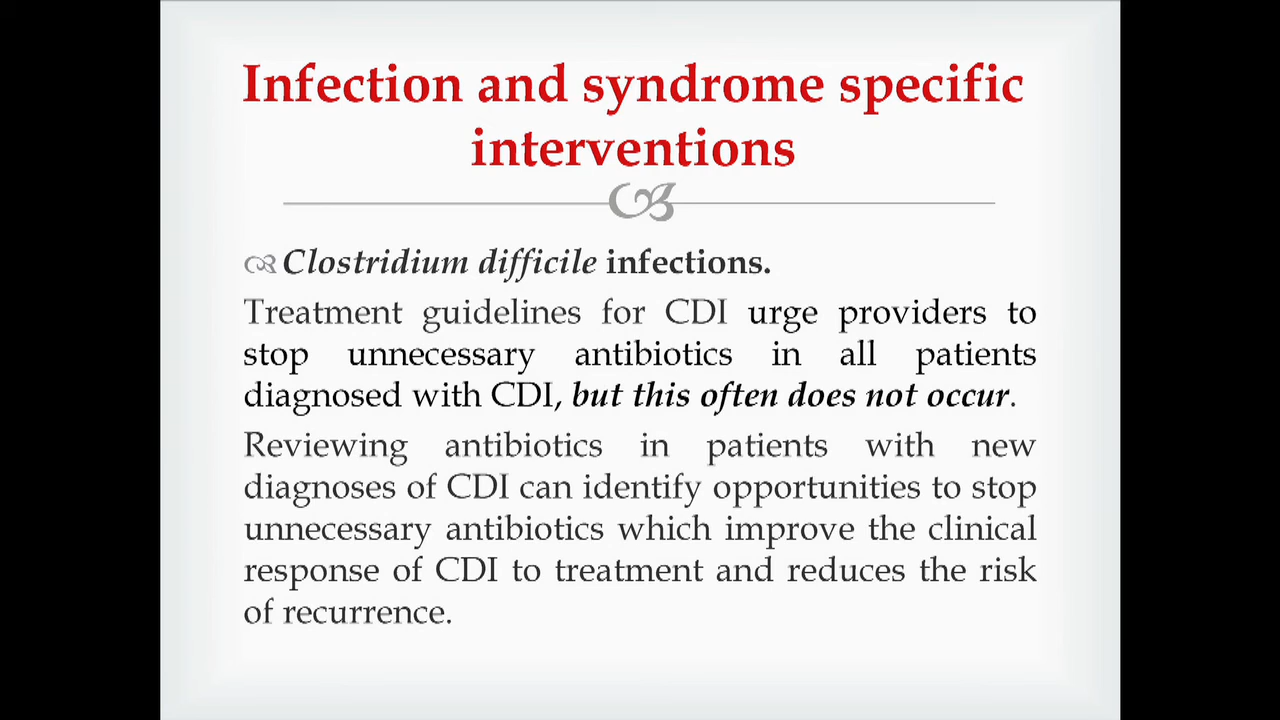 Infection and syndrome specific
interventions
Clostridium difficile infections.
Treatment guidelines for CDI urge providers to
stop unnecessary antibiotics in all patients
diagnosed with CDI, but this often does not occur.
Reviewing antibiotics in patients with new
diagnoses of CDI can identify opportunities to stop
unnecessary antibiotics which improve the clinical
response of CDI to treatment and reduces the risk
of recurrence.